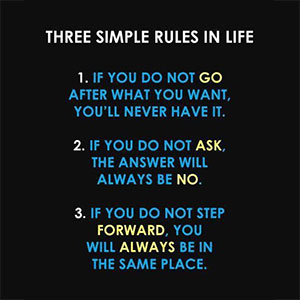 THREE SIMPLE RULES IN LIFE
1. IF YOU DO NOT GO
AFTER WHAT YOU WANT,
YOU'LL NEVER HAVE IT.
2. IF YOU DO NOT ASK,
THE ANSWER WILL
ALWAYS BE NO.
3. IF YOU DO NOT STEP
FORWARD, YOU
WILL ALWAYS BE IN
THE SAME PLACE.